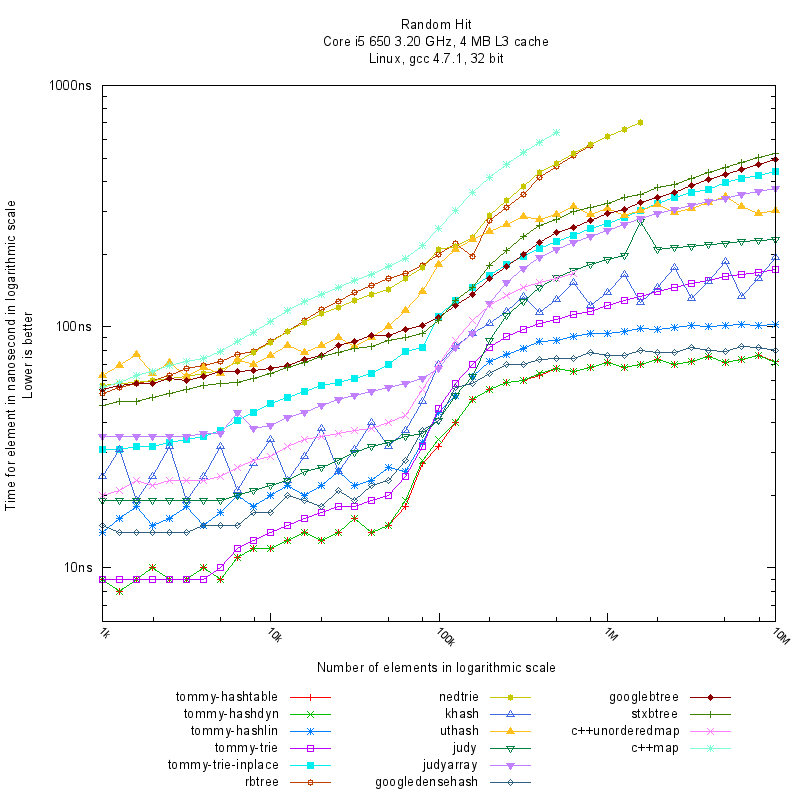 Random Hit
Core i5 650 3.20 GHz, 4 MB L3 cache
Linux, gcc 4.7.1, 32 bit
1000ns
100ns
10ns
Time for element in nanosecond in logarithmic scale
Lower is better
1k
10k
100k
1M
10M
Number of elements in logarithmic scale
tommy-hashtable
tommy-hashdyn
tommy-hashlin
tommy-trie
tommy-trie-inplace
rbtree
nedtrie
khash
uthash
judy
judyarray
googledensehash
googlebtree
stxbtree
c++unorderedmap
c++map